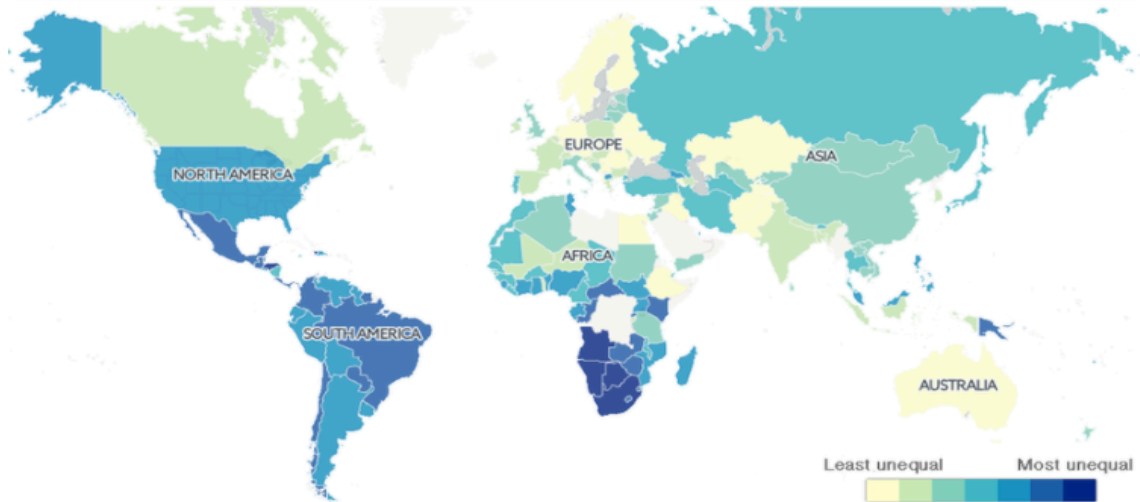 EUROPE
ASIA
NORTH AMERICA
AFRICA
SOUTH AMERICA
AUSTRALIA
Least unequal Most unequal